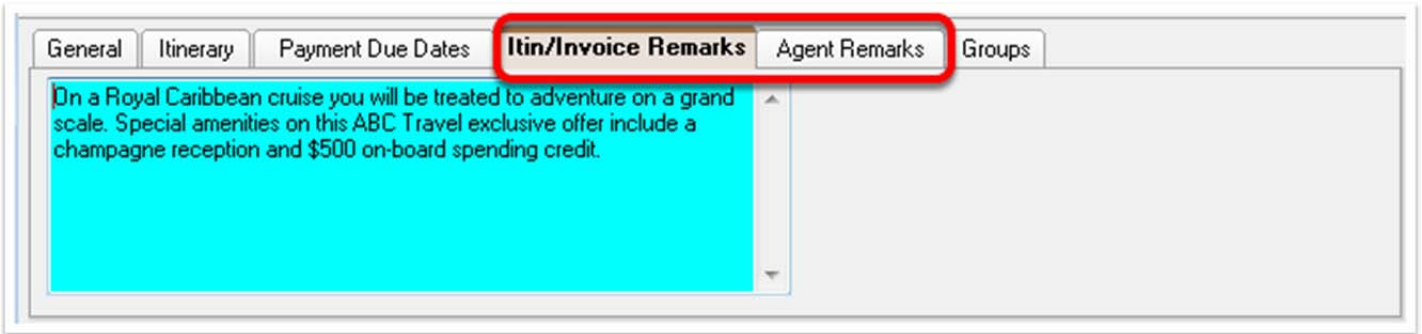 General Itinerary Payment Due Dates Itin/Invoice Remarks Agent Remarks Groups
On a Royal Caribbean cruise you will be treated to adventure on a grand
scale. Special amenities on this ABC Travel exclusive offer include a
champagne reception and $500 on-board spending credit.